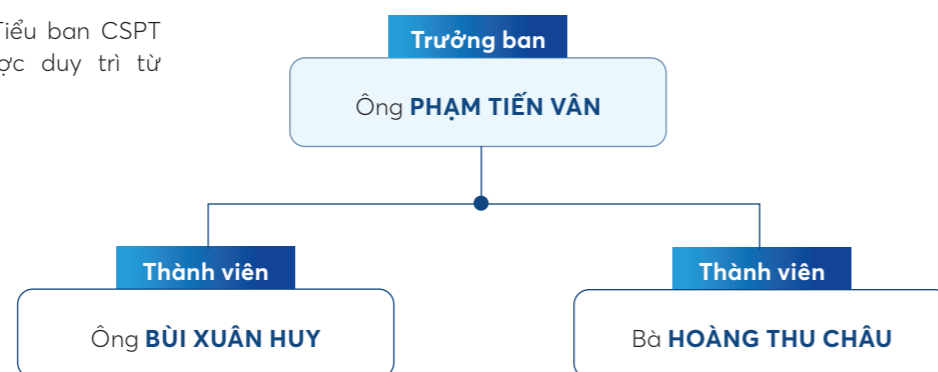 Tiểu ban CSPT
duy trì từ
Trưởng ban
Ông PHẠM TIẾN VÂN
Thành viên
Ông BÙI XUÂN HUY
Thành viên
Bà HOÀNG THU CHÂU